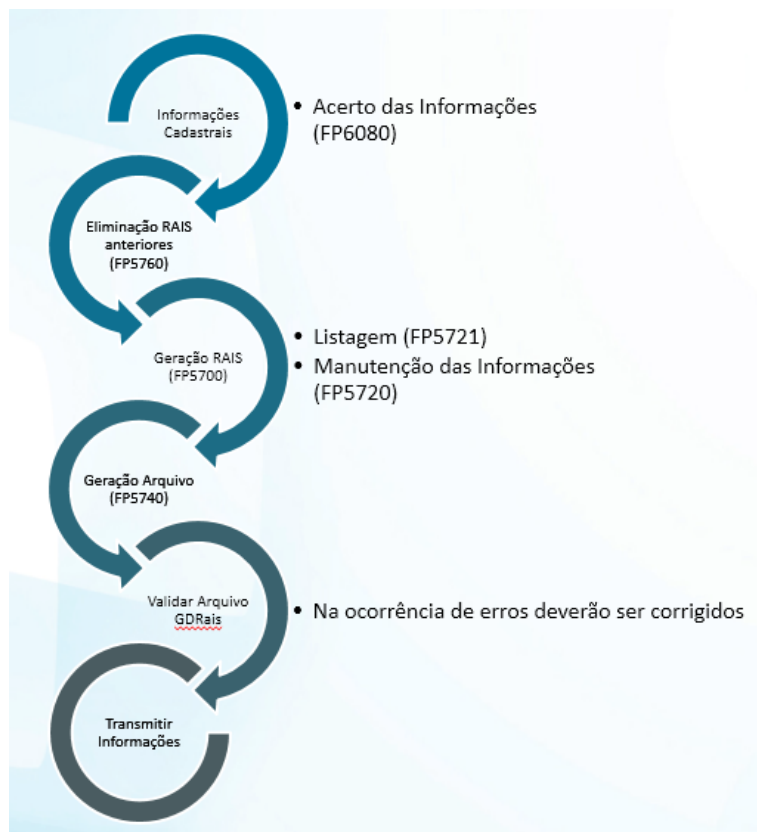 Informações
Cadastrais
• Acerto das Informações
(FP6080)
Eliminação RAIS
anteriores
(FP5760)
Geração RAIS
(FP5700)
• Listagem (FP5721)
• Manutenção das Informações
(FP5720)
Geração Arquivo
(FP5740)
Validar Arquivo
GDRais
• Na ocorrência de erros deverão ser corrigidos
Transmitir
Informações